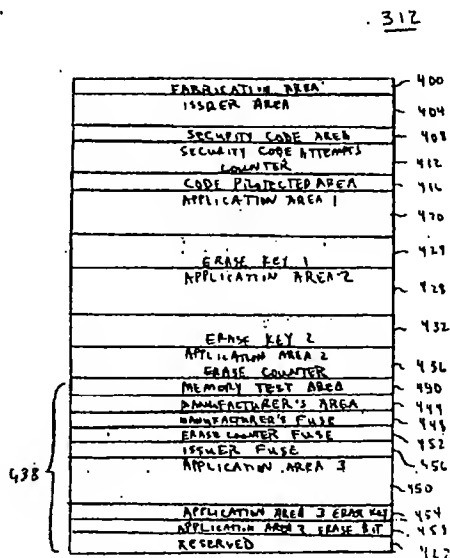 312
FABRICATION AREA 400
ISSUER AREA 404
SECURITY CODE AREA 408
SECURITY CODE ATTEMPTS
COUNTER 412
CODE PROTECTED AREA 416
APPLICATION AREA 1
420
ERASE KEY 1 424
APPLICATION AREA 2
428
ERASE KEY 2 432
APPLICATION AREA 2
ERASE COUNTER 436
MEMORY TEST AREA 440
MANUFACTURER'S AREA 444
MANUFACTURER'S FUSE 448
ERASE COUNTER FUSE 452
ISSUER FUSE 456
APPLICATION AREA 3
450
438
APPLICATION AREA 3 ERASE KEY 454
APPLICATION AREA 3 ERASE BIT 458
RESERVED 462